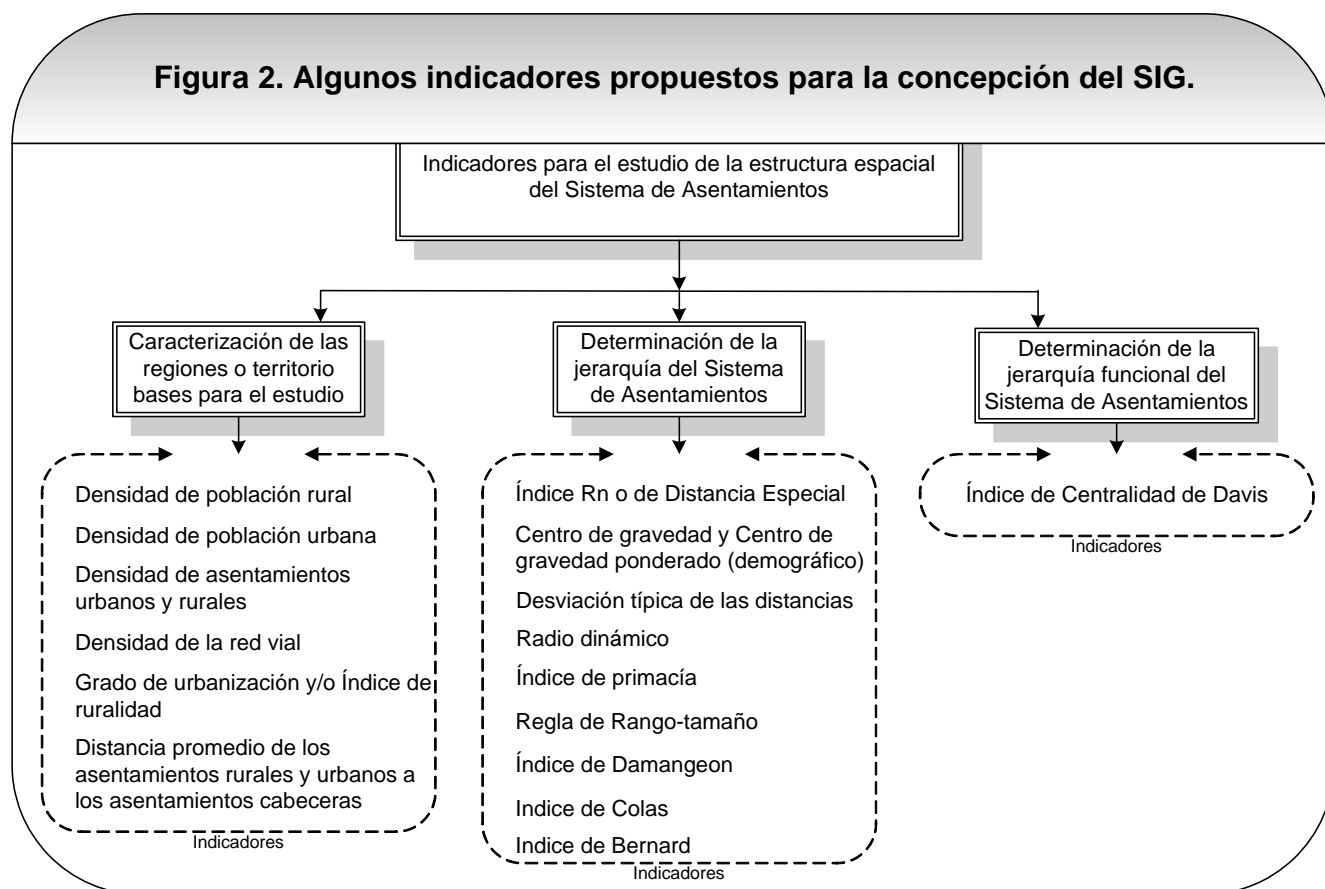 Figura 2. Algunos indicadores propuestos para la concepción del SIG.
Indicadores para el estudio de la estructura espacial
del Sistema de Asentamientos
Caracterización de las
regiones o territorio
bases para el estudio
Densidad de población rural
Densidad de población urbana
Densidad de asentamientos
urbanos y rurales
Densidad de la red vial
Grado de urbanización y/o Índice de
ruralidad
Distancia promedio de los
asentamientos rurales y urbanos a
los asentamientos cabeceras
Indicadores
Determinación de la
jerarquía del Sistema
de Asentamientos
Índice Rn o de Distancia Especial
Centro de gravedad y Centro de
gravedad ponderado (demográfico)
Desviación típica de las distancias
Radio dinámico
Índice de primacía
Regla de Rango-tamaño
Índice de Damangeon
Indice de Colas
Indice de Bernard
Indicadores
Determinación de la
jerarquía funcional del
Sistema de Asentamientos
Índice de Centralidad de Davis
Indicadores